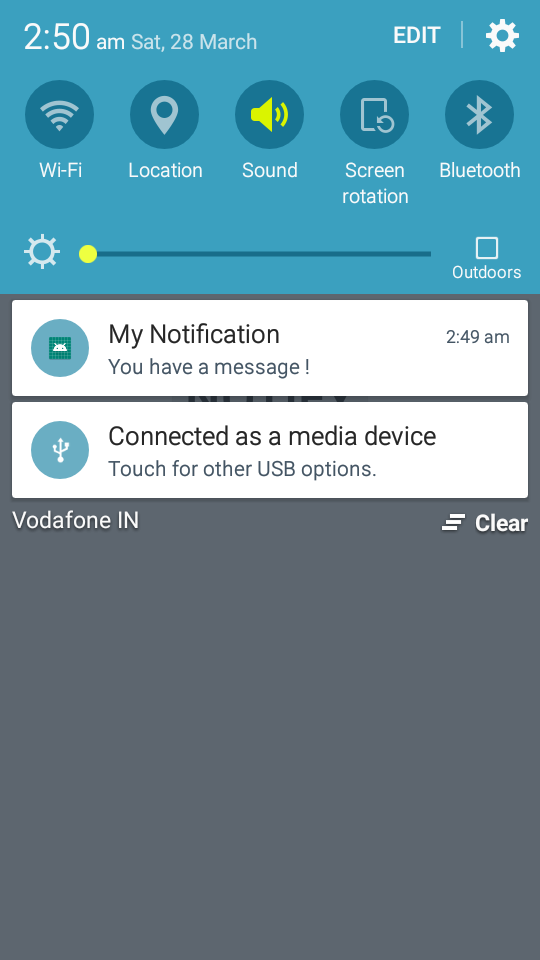 2:50 am Sat, 28 March EDIT
Wi-Fi Location Sound Screen rotation Bluetooth
Outdoors
My Notification 2:49 am
You have a message !
Connected as a media device
Touch for other USB options.
Vodafone IN Clear